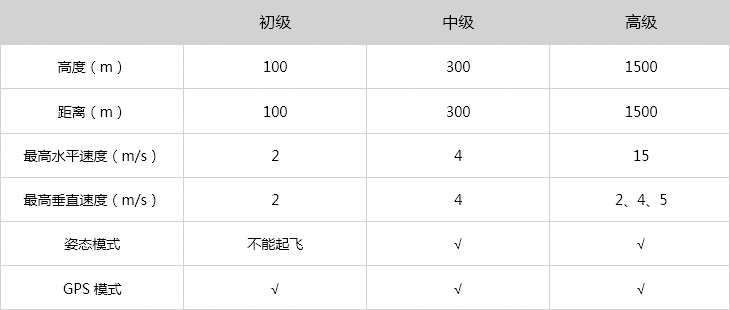 初级 中级 高级
高度（m） 100 300 1500
距离（m） 100 300 1500
最高水平速度（m/s） 2 4 15
最高垂直速度（m/s） 2 4 2、4、5
姿态模式 不能起飞 √ √
GPS 模式 √ √ √